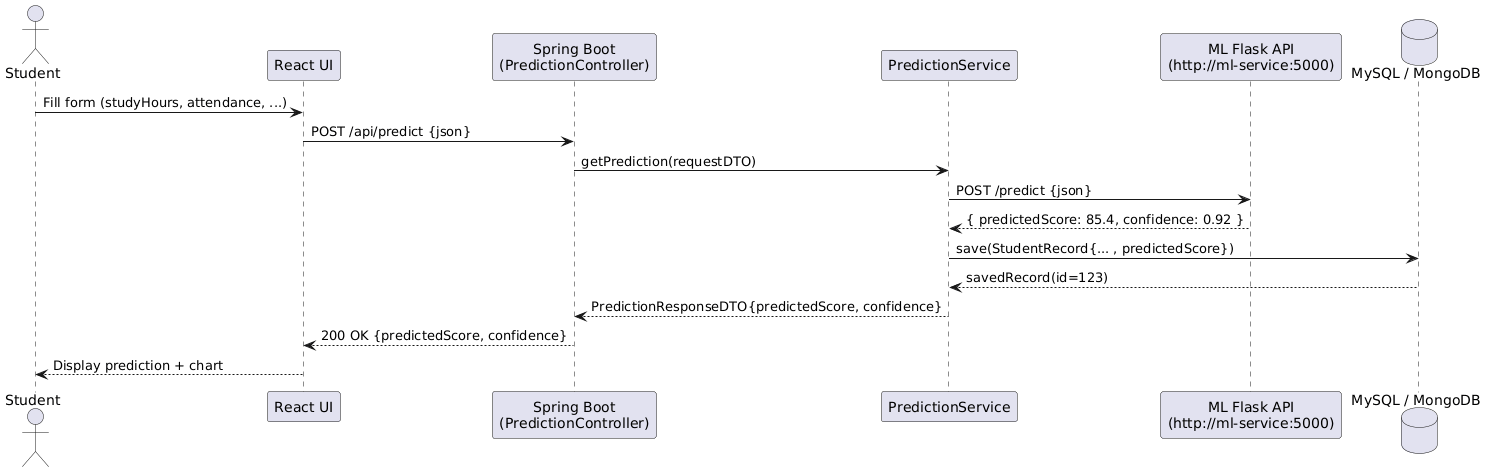 Student
React UI
Spring Boot
(PredictionController)
PredictionService
ML Flask API
(http://ml-service:5000)
MySQL / MongoDB
Fill form (studyHours, attendance, ...)
POST /api/predict {json}
getPrediction(requestDTO)
POST /predict {json}
{ predictedScore: 85.4, confidence: 0.92 }
save(StudentRecord{... , predictedScore})
savedRecord(id=123)
PredictionResponseDTO{predictedScore, confidence}
200 OK {predictedScore, confidence}
Display prediction + chart
Student
React UI
Spring Boot
(PredictionController)
PredictionService
ML Flask API
(http://ml-service:5000)
MySQL / MongoDB